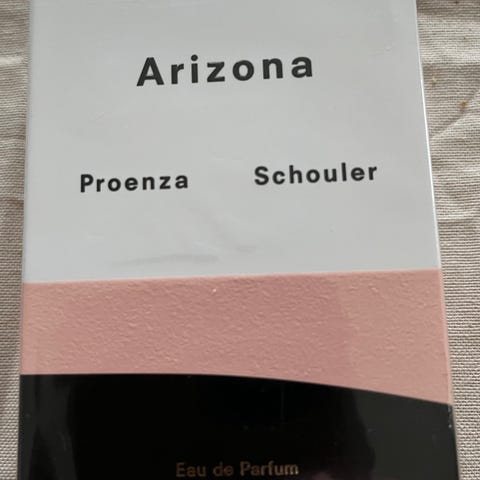 Arizona
Proenza Schouler
Eau de Parfum